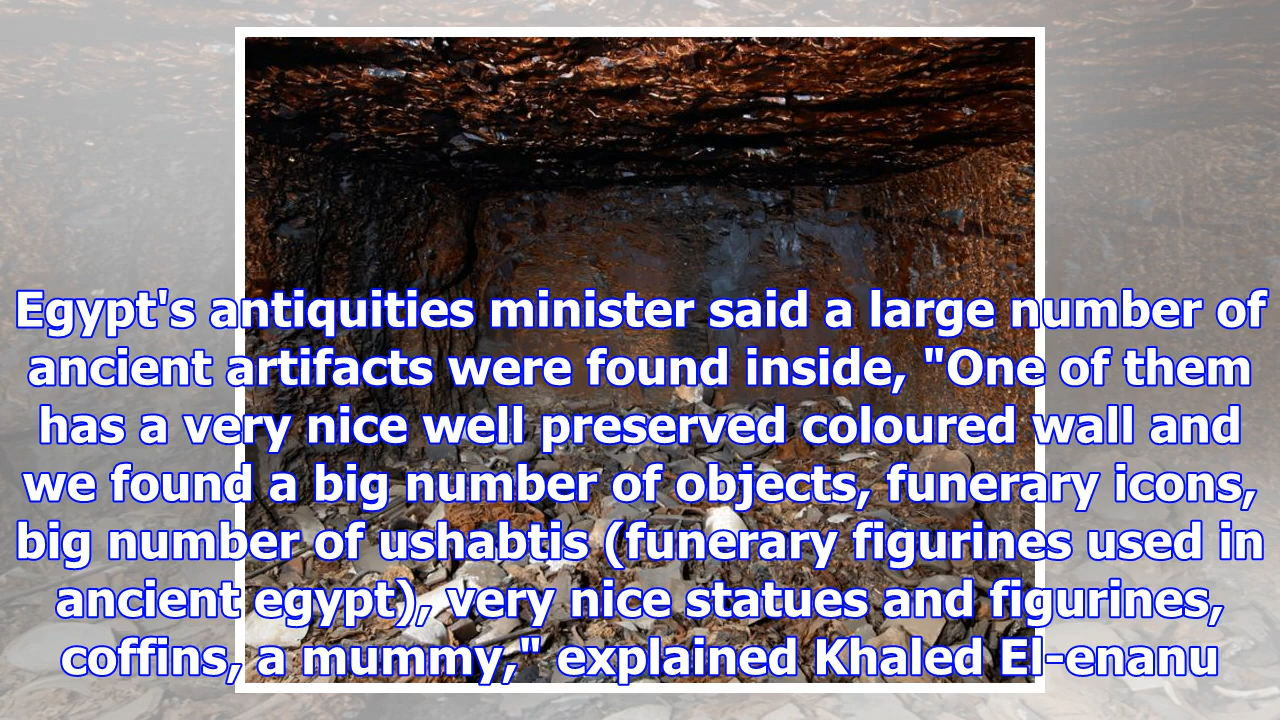 Egypt's antiquities minister said a large number of
ancient artifacts were found inside, "One of them
has a very nice well preserved coloured wall and
we found a big number of objects, funerary icons,
big number of ushabtis (funerary figurines used in
ancient egypt), very nice statues and figurines,
coffins, a mummy," explained Khaled El-enanu